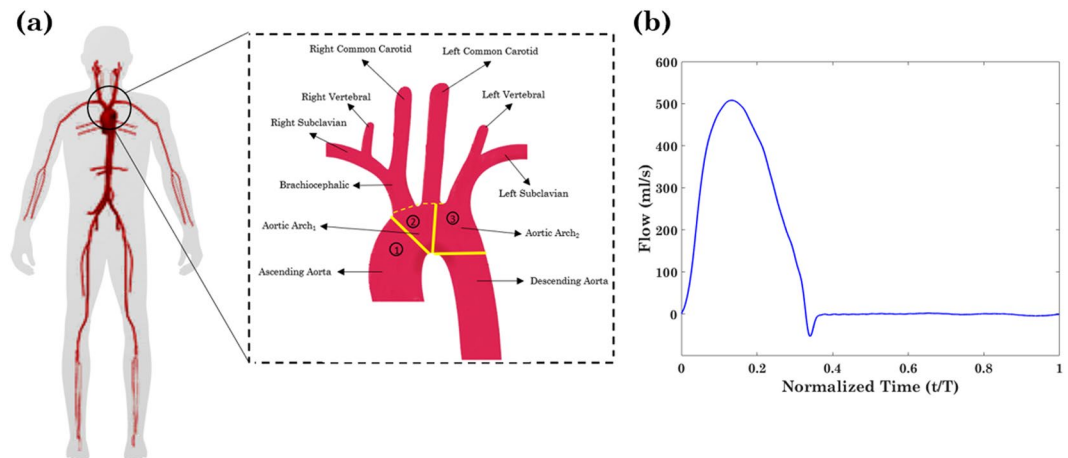 (a)
Right Common Carotid
Left Common Carotid
Right Vertebral
Left Vertebral
Right Subclavian
Left Subclavian
Brachiocephalic
Aortic Arch₁
Aortic Arch₂
Ascending Aorta
Descending Aorta
①
②
③
(b)
600
500
400
300
200
100
0
Flow (ml/s)
0 0.2 0.4 0.6 0.8 1
Normalized Time (t/T)